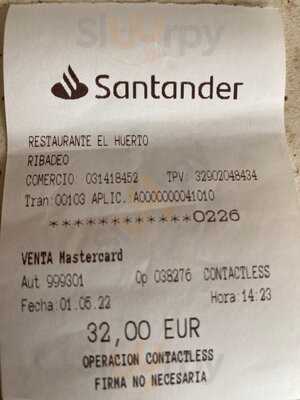 Sluurpy
Santander
RESTAURANTE EL HUERTO
RIBADEO
COMERCIO 031418452 TPV: 32902048434
Tran:00103 APLIC.:A0000000041010
************0226
VENTA Mastercard
Aut 999301 Op 038276 CONTACTLESS
Fecha:01.05.22 Hora:14:23
32,00 EUR
OPERACION CONTACTLESS
FIRMA NO NECESARIA